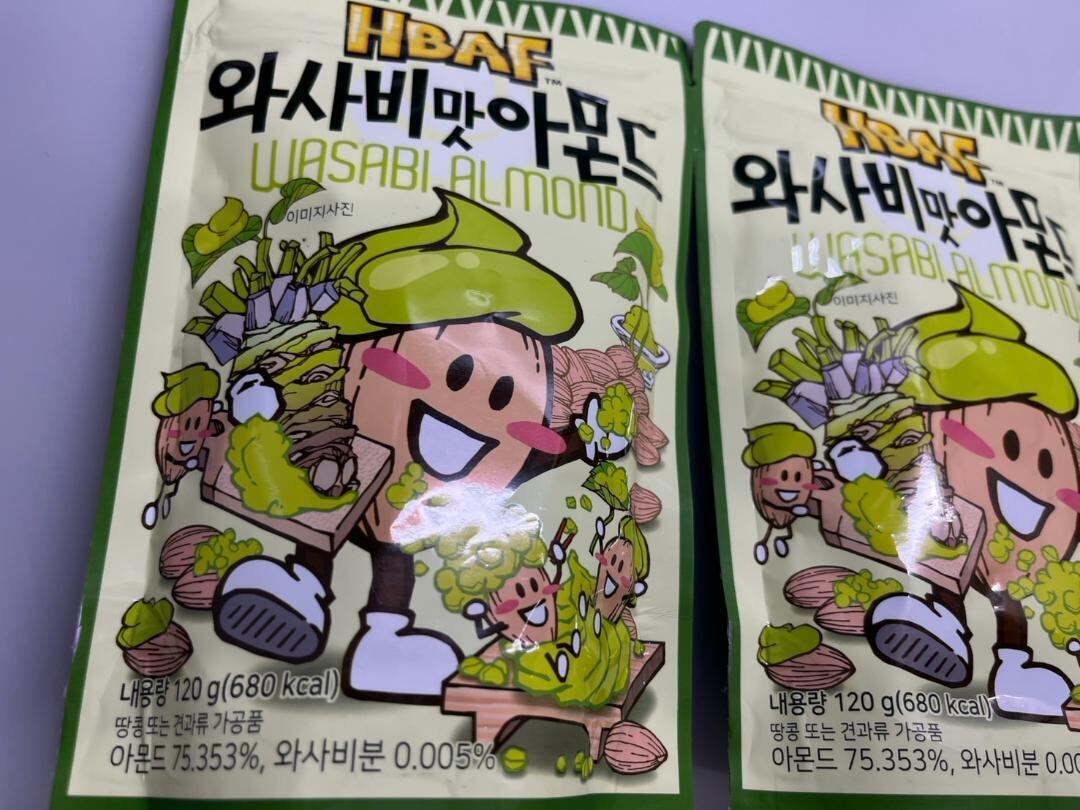 HBAF™
와사비맛아몬드
WASABI ALMOND
이미지사진
내용량 120 g(680 kcal)
땅콩 또는 견과류 가공품
아몬드 75.353%, 와사비분 0.005%
HBAF™
와사비맛아몬드
WASABI ALMOND
이미지사진
내용량 120 g(680 kcal)
땅콩 또는 견과류 가공품
아몬드 75.353%, 와사비분 0.00